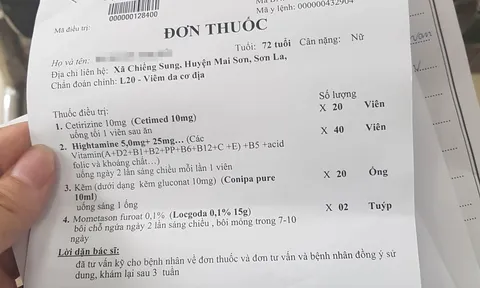 Mã điều trị:
000000128400
Mã y lệnh: 000000432904
ĐƠN THUỐC
Họ và tên:
Tuổi: 72 tuổi Cân nặng: Nữ
Địa chỉ liên hệ: Xã Chiềng Sung, Huyện Mai Sơn, Sơn La,
Chẩn đoán chính: L20 - Viêm da cơ địa
Thuốc điều trị: Số lượng
1. Cetirizine 10mg (Cetimed 10mg) X 20 Viên
uống tối 1 viên sau ăn
2. Hightamine 5,0mg+ 25mg… (Các X 40 Viên
Vitamin(A+D2+B1+B2+PP+B6+B12+C +E) +B5 +acid
folic và khoáng chất…)
uống ngày 2 lần sáng chiều mỗi lần 1 viên
3. Kẽm (dưới dạng kẽm gluconat 10mg) (Conipa pure X 20 Ống
10ml)
uống sáng 1 ống
4. Mometason furoat 0,1% (Locgoda 0,1% 15g) X 02 Tuýp
bôi chỗ ngứa ngày 2 lần sáng chiều , bôi mỏng trong 7-10
ngày
Lời dặn bác sĩ:
đã tư vấn kỹ cho bệnh nhân về đơn thuốc và đơn tư vấn và bệnh nhân đồng ý sử
dung, khám lại sau 3 tuần